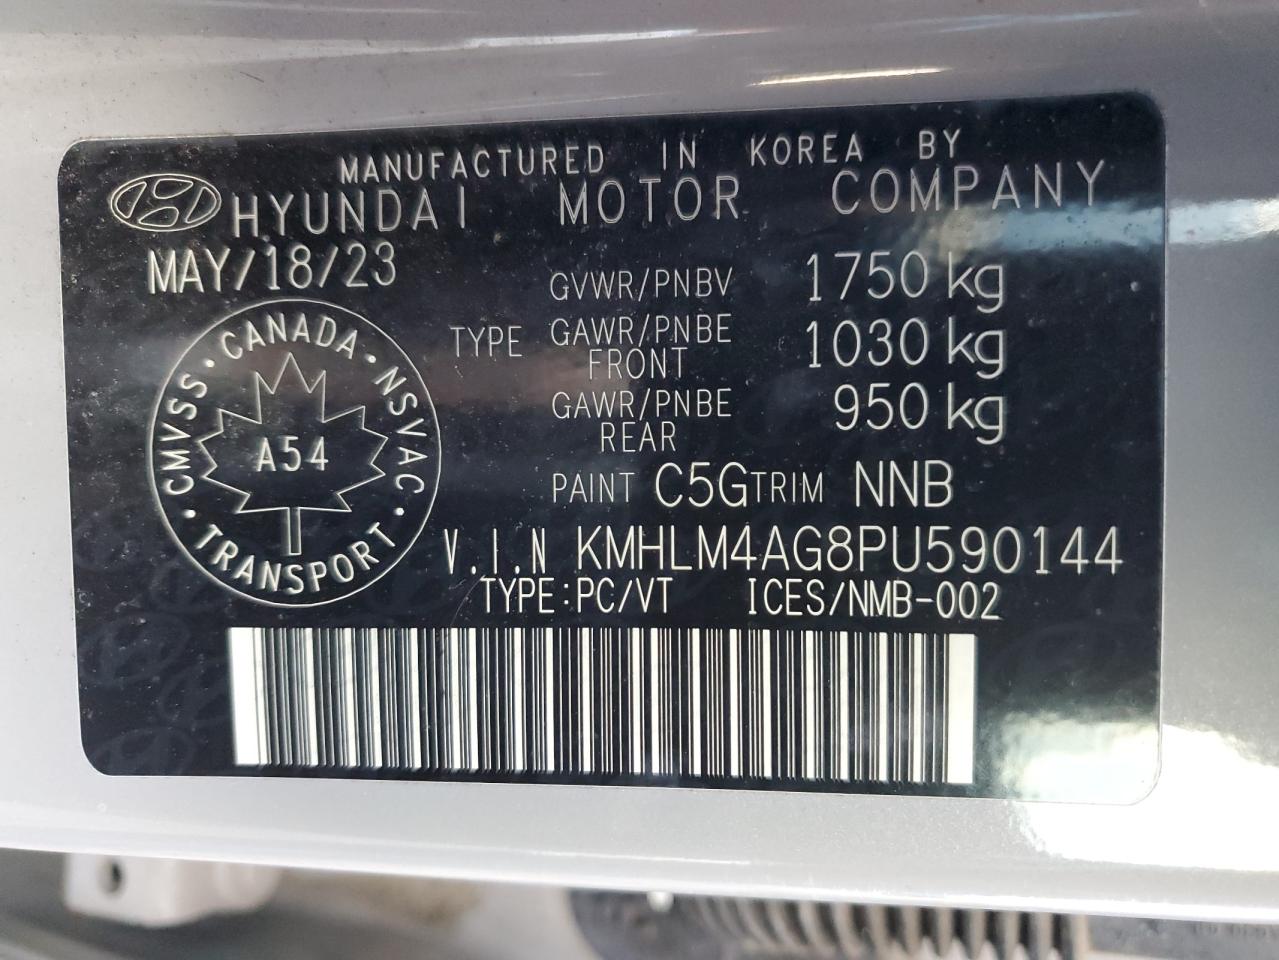 MANUFACTURED IN KOREA BY
HYUNDAI MOTOR COMPANY
MAY/18/23
GVWR/PNBV 1750 kg
TYPE GAWR/PNBE FRONT 1030 kg
GAWR/PNBE REAR 950 kg
PAINT C5G TRIM NNB
V.I.N KMHLM4AG8PU590144
TYPE:PC/VT ICES/NMB-002
CANADA · NSVAC · TRANSPORT · CMVSS ·
A54